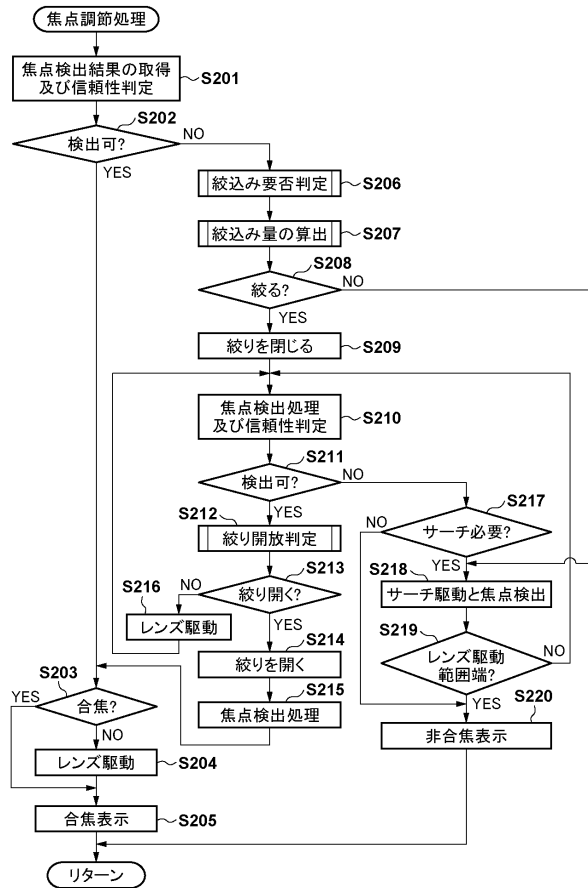 焦点調節処理
焦点検出結果の取得
及び信頼性判定
S201
S202
検出可?
NO
YES
絞込み要否判定
S206
絞込み量の算出
S207
S208
絞る?
NO
YES
絞りを閉じる
S209
焦点検出処理
及び信頼性判定
S210
S211
検出可?
NO
YES
S212
絞り開放判定
S213
絞り開く?
NO
YES
S216
レンズ駆動
S214
絞りを開く
S215
焦点検出処理
S217
サーチ必要?
NO
YES
S218
サーチ駆動と焦点検出
S219
レンズ駆動
範囲端?
NO
YES
S220
非合焦表示
S203
合焦?
YES
NO
レンズ駆動
S204
合焦表示
S205
リターン